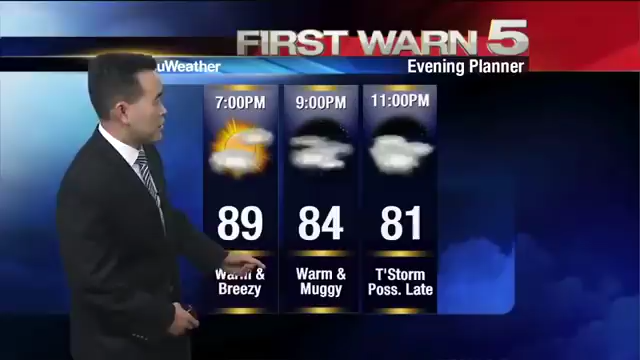 FIRST WARN 5
uWeather
Evening Planner
7:00PM
9:00PM
11:00PM
89
84
81
Warm &
Breezy
Warm &
Muggy
T'Storm
Poss. Late